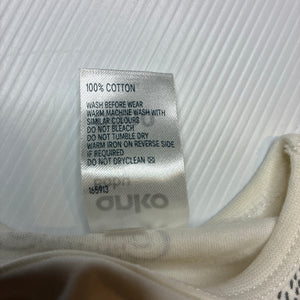 100% COTTON
WASH BEFORE WEAR
WARM MACHINE WASH WITH
SIMILAR COLOURS
DO NOT BLEACH
DO NOT TUMBLE DRY
WARM IRON ON REVERSE SIDE
IF REQUIRED
DO NOT DRYCLEAN
165913
anko